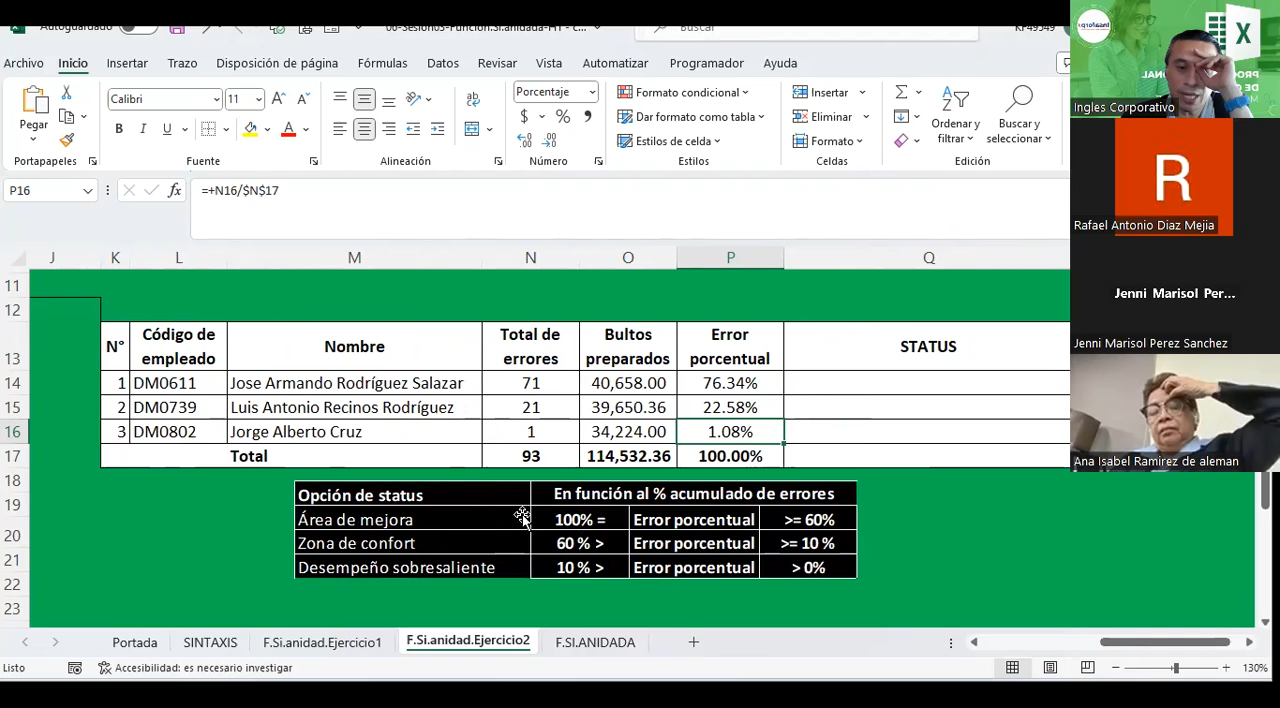 Autoguardado
Sesion03-Funcion.Si.anidada-M1 - c...
Buscar
KF49549
Archivo Inicio Insertar Trazo Disposición de página Fórmulas Datos Revisar Vista Automatizar Programador Ayuda
Pegar
Portapapeles
Calibri 11
N K S
Fuente
Alineación
Porcentaje
$ % 000
Número
Formato condicional
Dar formato como tabla
Estilos de celda
Estilos
Insertar
Eliminar
Formato
Celdas
Ordenar y filtrar
Buscar y seleccionar
Edición
P16 fx =+N16/$N$17
J K L M N O P Q
11
12
13 N° Código de empleado Nombre Total de errores Bultos preparados Error porcentual STATUS
14 1 DM0611 Jose Armando Rodríguez Salazar 71 40,658.00 76.34%
15 2 DM0739 Luis Antonio Recinos Rodríguez 21 39,650.36 22.58%
16 3 DM0802 Jorge Alberto Cruz 1 34,224.00 1.08%
17 Total 93 114,532.36 100.00%
18
19 Opción de status En función al % acumulado de errores
20 Área de mejora 100% = Error porcentual >= 60%
21 Zona de confort 60 % > Error porcentual >= 10 %
22 Desempeño sobresaliente 10 % > Error porcentual > 0%
23
Portada SINTAXIS F.Si.anidad.Ejercicio1 F.Si.anidad.Ejercicio2 F.SI.ANIDADA
Listo Accesibilidad: es necesario investigar 130%
Insaforp
X
Ingles Corporativo
R
Rafael Antonio Diaz Mejia
Jenni Marisol Per...
Jenni Marisol Perez Sanchez
Ana Isabel Ramirez de aleman